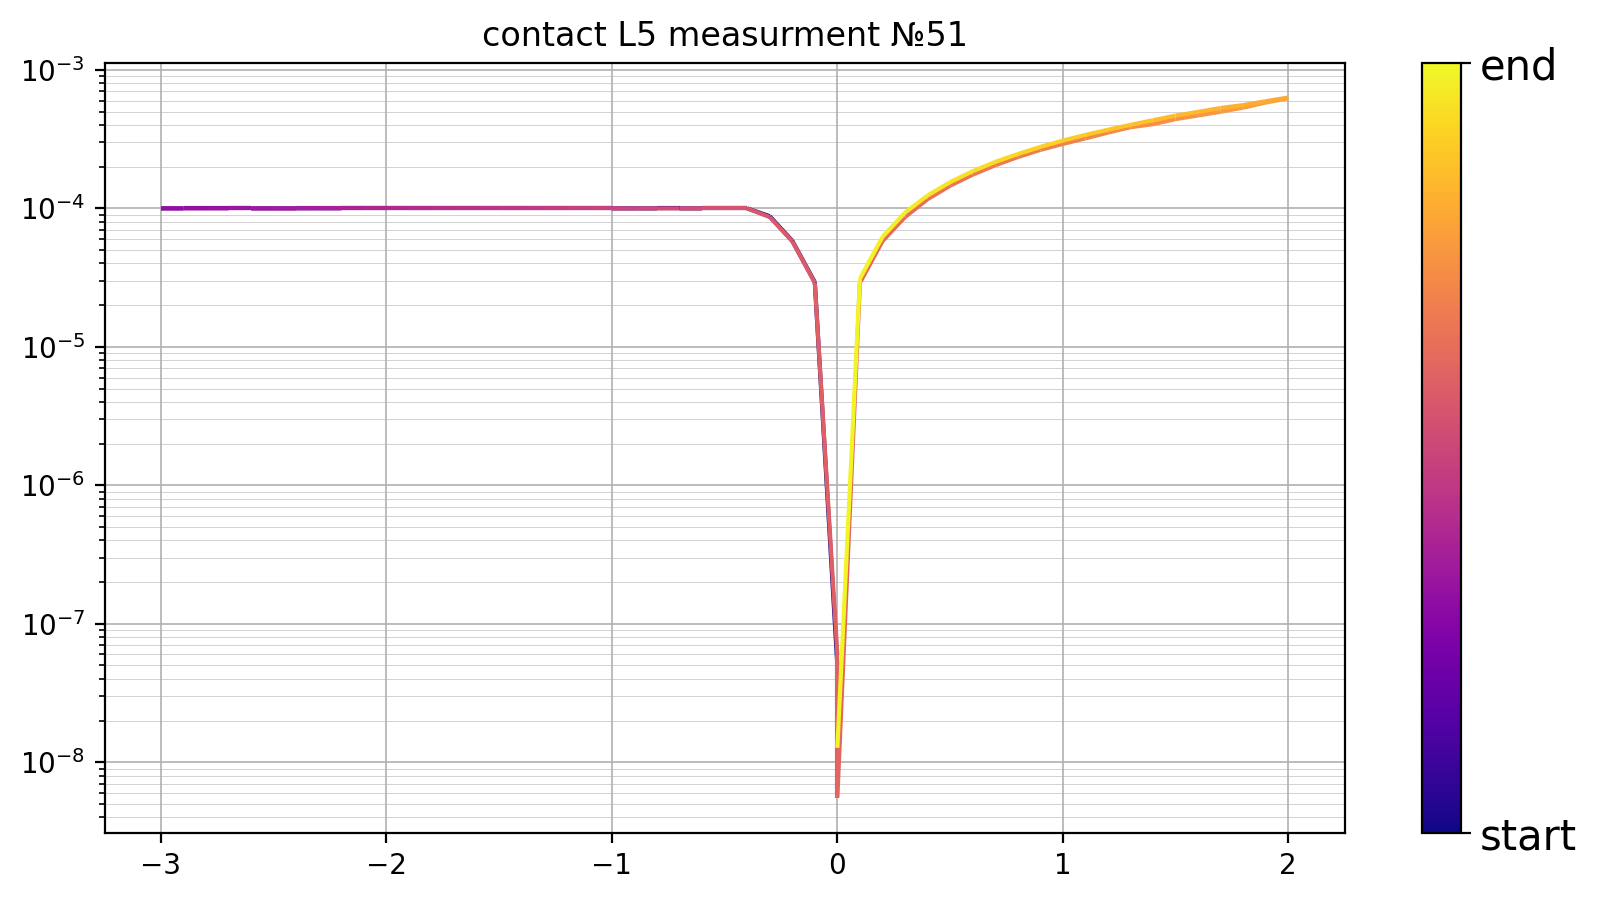 contact L5 measurment №51
10⁻³
10⁻⁴
10⁻⁵
10⁻⁶
10⁻⁷
10⁻⁸
−3 −2 −1 0 1 2
end
start